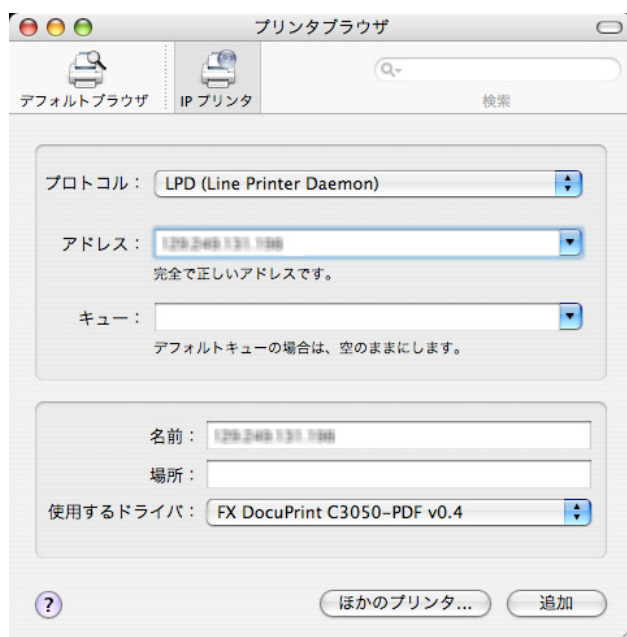 プリンタブラウザ
デフォルトブラウザ
IP プリンタ
検索
プロトコル：
LPD (Line Printer Daemon)
アドレス：
完全で正しいアドレスです。
キュー：
デフォルトキューの場合は、空のままにします。
名前：
場所：
使用するドライバ：
FX DocuPrint C3050-PDF v0.4
?
ほかのプリンタ...
追加